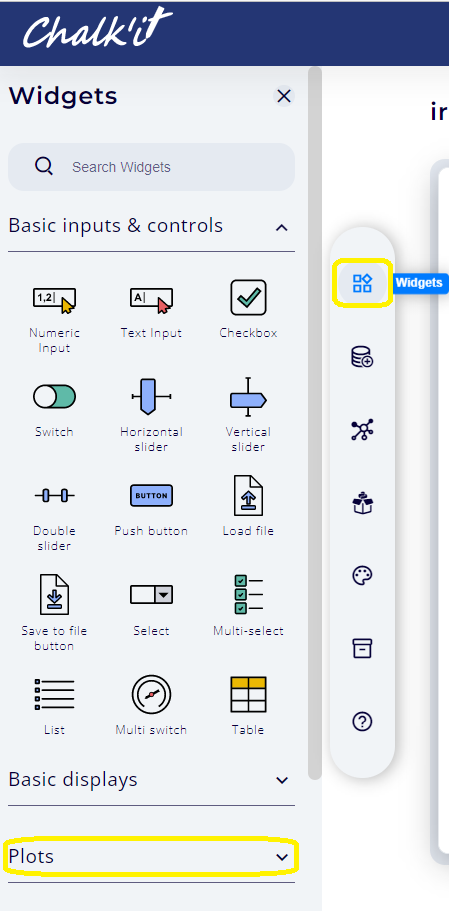 Chalk'it
Widgets
ir
Search Widgets
Basic inputs & controls
1,2|
A|
Numeric
Input
Text Input
Checkbox
Widgets
Switch
Horizontal
slider
Vertical
slider
BUTTON
Double
slider
Push button
Load file
Save to file
button
Select
Multi-select
List
Multi switch
Table
Basic displays
Plots